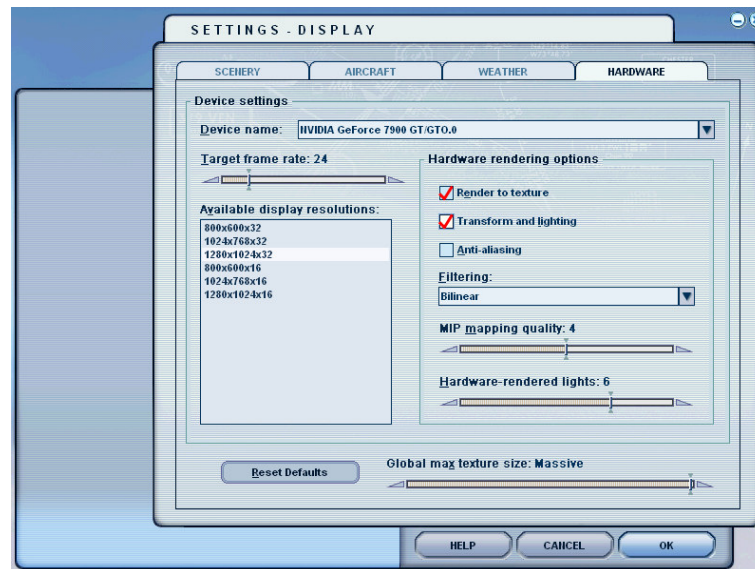 SETTINGS - DISPLAY
SCENERY
AIRCRAFT
WEATHER
HARDWARE
Device settings
Device name: NVIDIA GeForce 7900 GT/GTO.0
Target frame rate: 24
Available display resolutions:
800x600x32
1024x768x32
1280x1024x32
800x600x16
1024x768x16
1280x1024x16
Hardware rendering options
Render to texture
Transform and lighting
Anti-aliasing
Filtering:
Bilinear
MIP mapping quality: 4
Hardware-rendered lights: 6
Reset Defaults
Global max texture size: Massive
HELP
CANCEL
OK